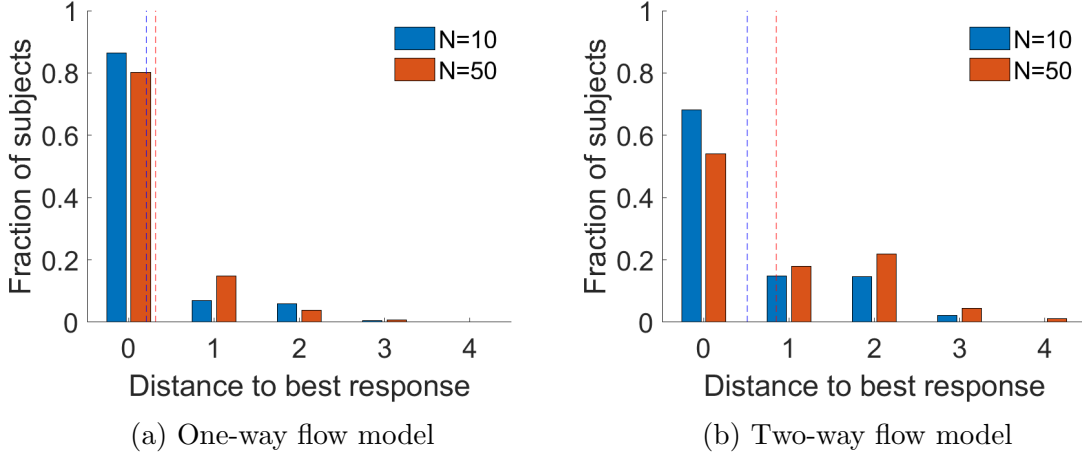 Fraction of subjects
1
0.8
0.6
0.4
0.2
0
N=10
N=50
0 1 2 3 4
Distance to best response
(a) One-way flow model
Fraction of subjects
1
0.8
0.6
0.4
0.2
0
N=10
N=50
0 1 2 3 4
Distance to best response
(b) Two-way flow model